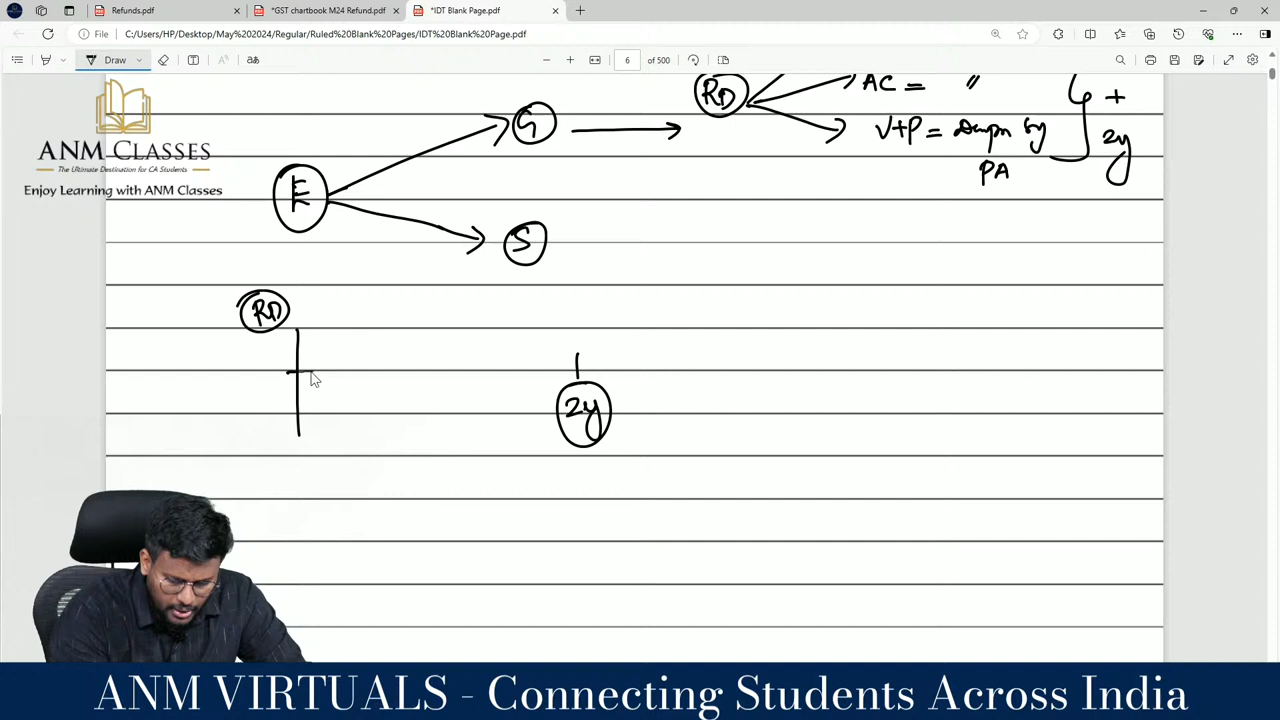 Refunds.pdf
*GST chartbook M24 Refund.pdf
*IDT Blank Page.pdf
File
C:/Users/HP/Desktop/May%202024/Regular/Ruled%20Blank%20Pages/IDT%20Blank%20Page.pdf
Draw
6 of 500
ANM CLASSES
The Ultimate Destination for CA Students
Enjoy Learning with ANM Classes
RD
AC = "
V+P = by
PA
+
2y
G
E
S
RD
2y
ANM VIRTUALS - Connecting Students Across India